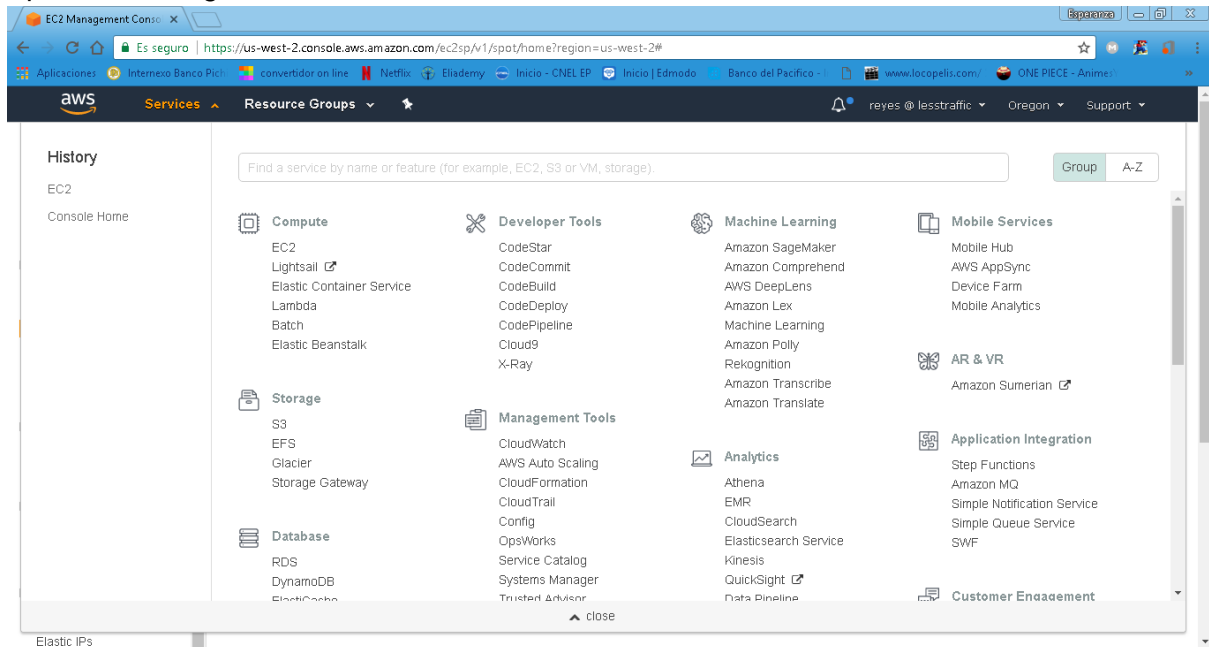 EC2 Management Conso
Esperanza
Es seguro | https://us-west-2.console.aws.amazon.com/ec2sp/v1/spot/home?region=us-west-2#
Aplicaciones Internexo Banco Pich convertidor on line Netflix Eliademy Inicio - CNEL EP Inicio | Edmodo Banco del Pacifico - www.locopelis.com/ ONE PIECE - Animes
aws Services Resource Groups reyes @ lesstraffic Oregon Support
History
EC2
Console Home
Find a service by name or feature (for example, EC2, S3 or VM, storage).
Group A-Z
Compute
EC2
Lightsail
Elastic Container Service
Lambda
Batch
Elastic Beanstalk
Storage
S3
EFS
Glacier
Storage Gateway
Database
RDS
DynamoDB
ElastiCache
Developer Tools
CodeStar
CodeCommit
CodeBuild
CodeDeploy
CodePipeline
Cloud9
X-Ray
Management Tools
CloudWatch
AWS Auto Scaling
CloudFormation
CloudTrail
Config
OpsWorks
Service Catalog
Systems Manager
Trusted Advisor
Machine Learning
Amazon SageMaker
Amazon Comprehend
AWS DeepLens
Amazon Lex
Machine Learning
Amazon Polly
Rekognition
Amazon Transcribe
Amazon Translate
Analytics
Athena
EMR
CloudSearch
Elasticsearch Service
Kinesis
QuickSight
Data Pipeline
Mobile Services
Mobile Hub
AWS AppSync
Device Farm
Mobile Analytics
AR & VR
Amazon Sumerian
Application Integration
Step Functions
Amazon MQ
Simple Notification Service
Simple Queue Service
SWF
Customer Engagement
close
Elastic IPs